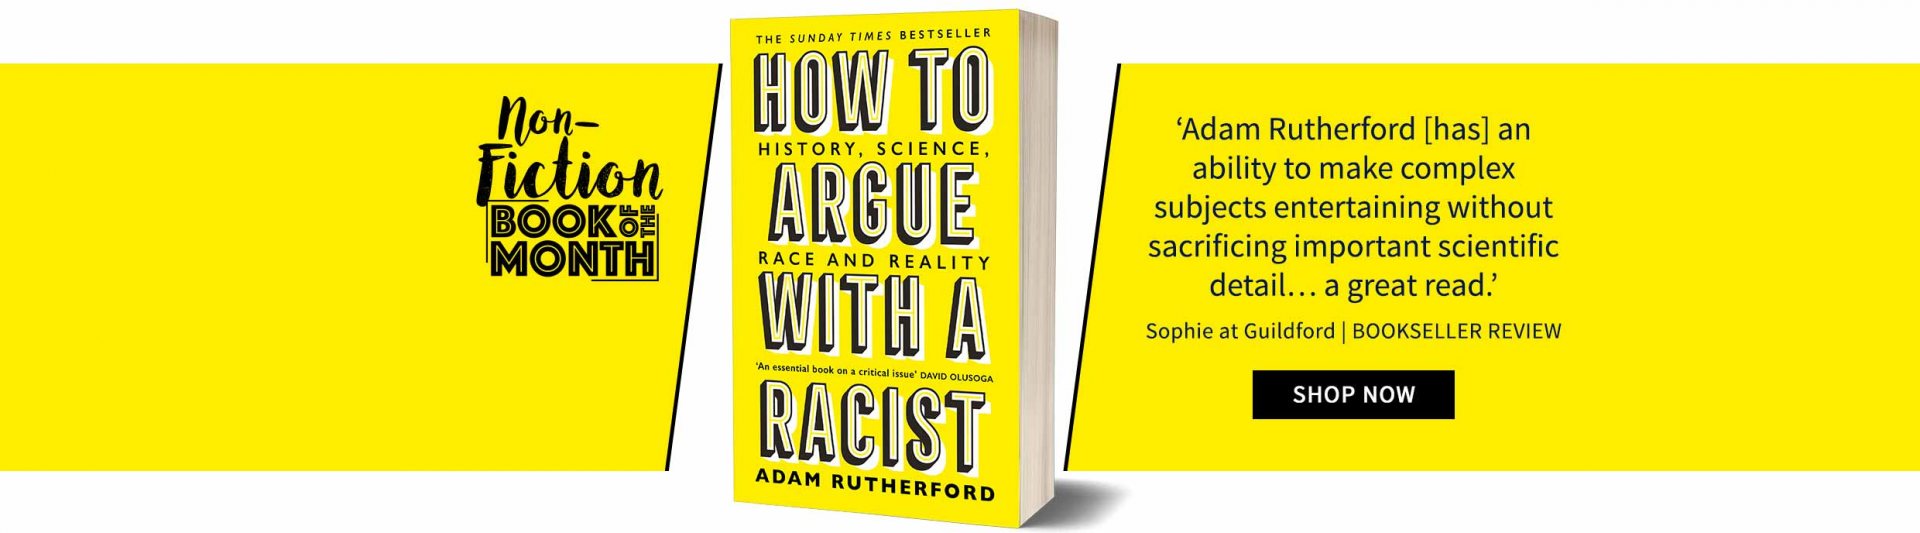 Non-
Fiction
BOOK OF THE
MONTH
THE SUNDAY TIMES BESTSELLER
HOW TO
HISTORY, SCIENCE,
ARGUE
RACE AND REALITY
WITH A
'An essential book on a critical issue' DAVID OLUSOGA
RACIST
ADAM RUTHERFORD
‘Adam Rutherford [has] an
ability to make complex
subjects entertaining without
sacrificing important scientific
detail… a great read.’
Sophie at Guildford | BOOKSELLER REVIEW
SHOP NOW